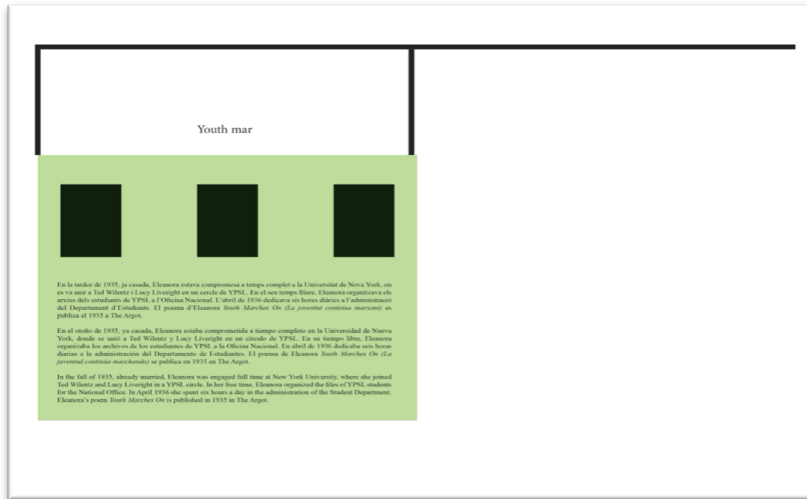 Youth mar
En la tardor de 1935, ja casada, Eleanora estava compromesa a temps complet a la Universitat de Nova York, on
es va unir a Ted Wilentz i Lucy Liveright en un cercle de YPSL. En el seu temps lliure, Eleanora organitzava els
arxius dels estudiants de YPSL a l'Oficina Nacional. L'abril de 1936 dedicava sis hores diàries a l'administració
del Departament d'Estudiants. El poema d'Eleanora Youth Marches On (La joventut continua marxant) es
publica el 1935 a The Argot.
En el otoño de 1935, ya casada, Eleanora estaba comprometida a tiempo completo en la Universidad de Nueva
York, donde se unió a Ted Wilentz y Lucy Liveright en un círculo de YPSL. En su tiempo libre, Eleanora
organizaba los archivos de los estudiantes de YPSL a la Oficina Nacional. En abril de 1936 dedicaba seis horas
diarias a la administración del Departamento de Estudiantes. El poema de Eleanora Youth Marches On (La
juventud continúa marchando) se publica en 1935 en The Argot.
In the fall of 1935, already married, Eleanora was engaged full time at New York University, where she joined
Ted Wilentz and Lucy Liveright in a YPSL circle. In her free time, Eleanora organized the files of YPSL students
for the National Office. In April 1936 she spent six hours a day in the administration of the Student Department.
Eleanora's poem Youth Marches On is published in 1935 in The Argot.